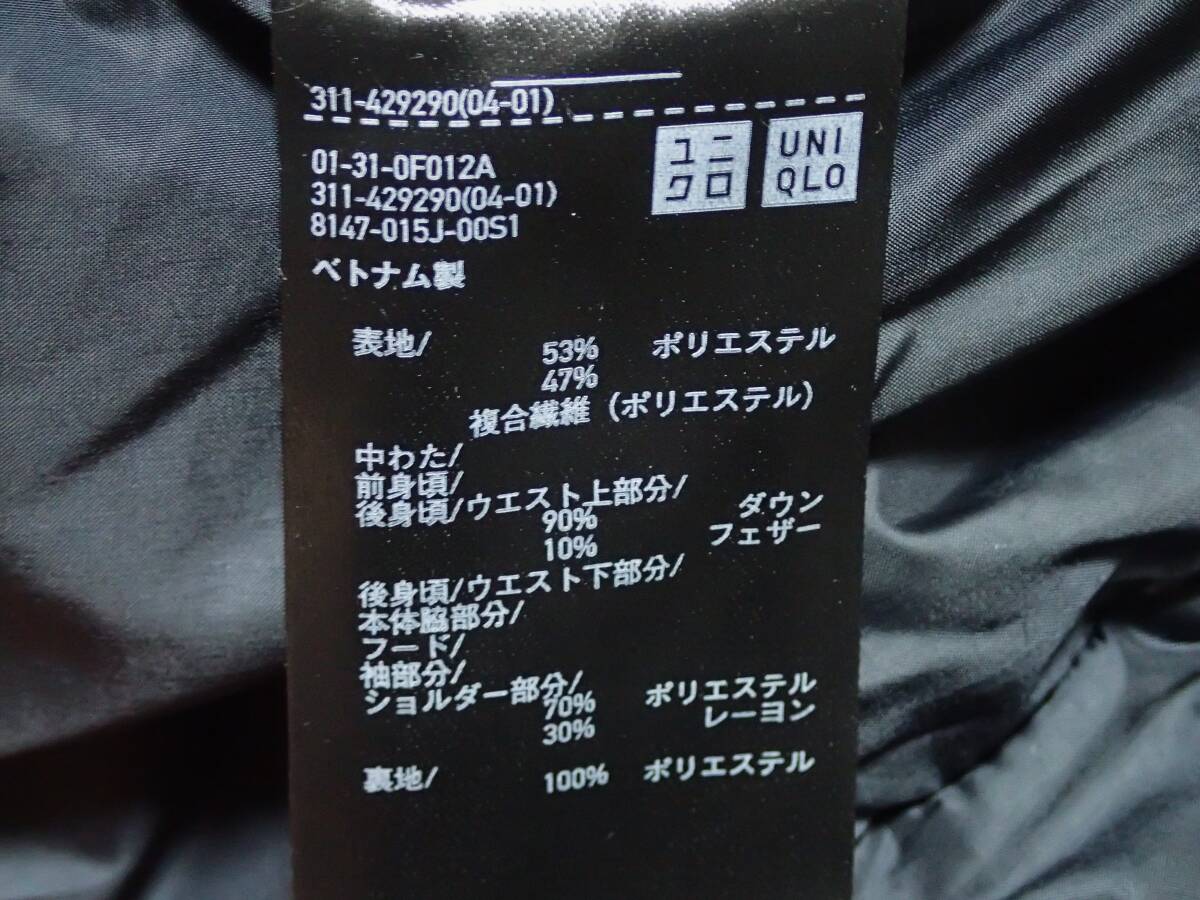 311-429290(04-01)
ユニ
クロ
UNI
QLO
01-31-0F012A
311-429290(04-01)
8147-015J-00S1
ベトナム製
表地/ 53% ポリエステル
47%
複合繊維 (ポリエステル)
中わた/
前身頃/
後身頃/ウエスト上部分/
90% ダウン
10% フェザー
後身頃/ウエスト下部分/
本体脇部分/
フード/
袖部分/
ショルダー部分/
70% ポリエステル
30% レーヨン
裏地/ 100% ポリエステル